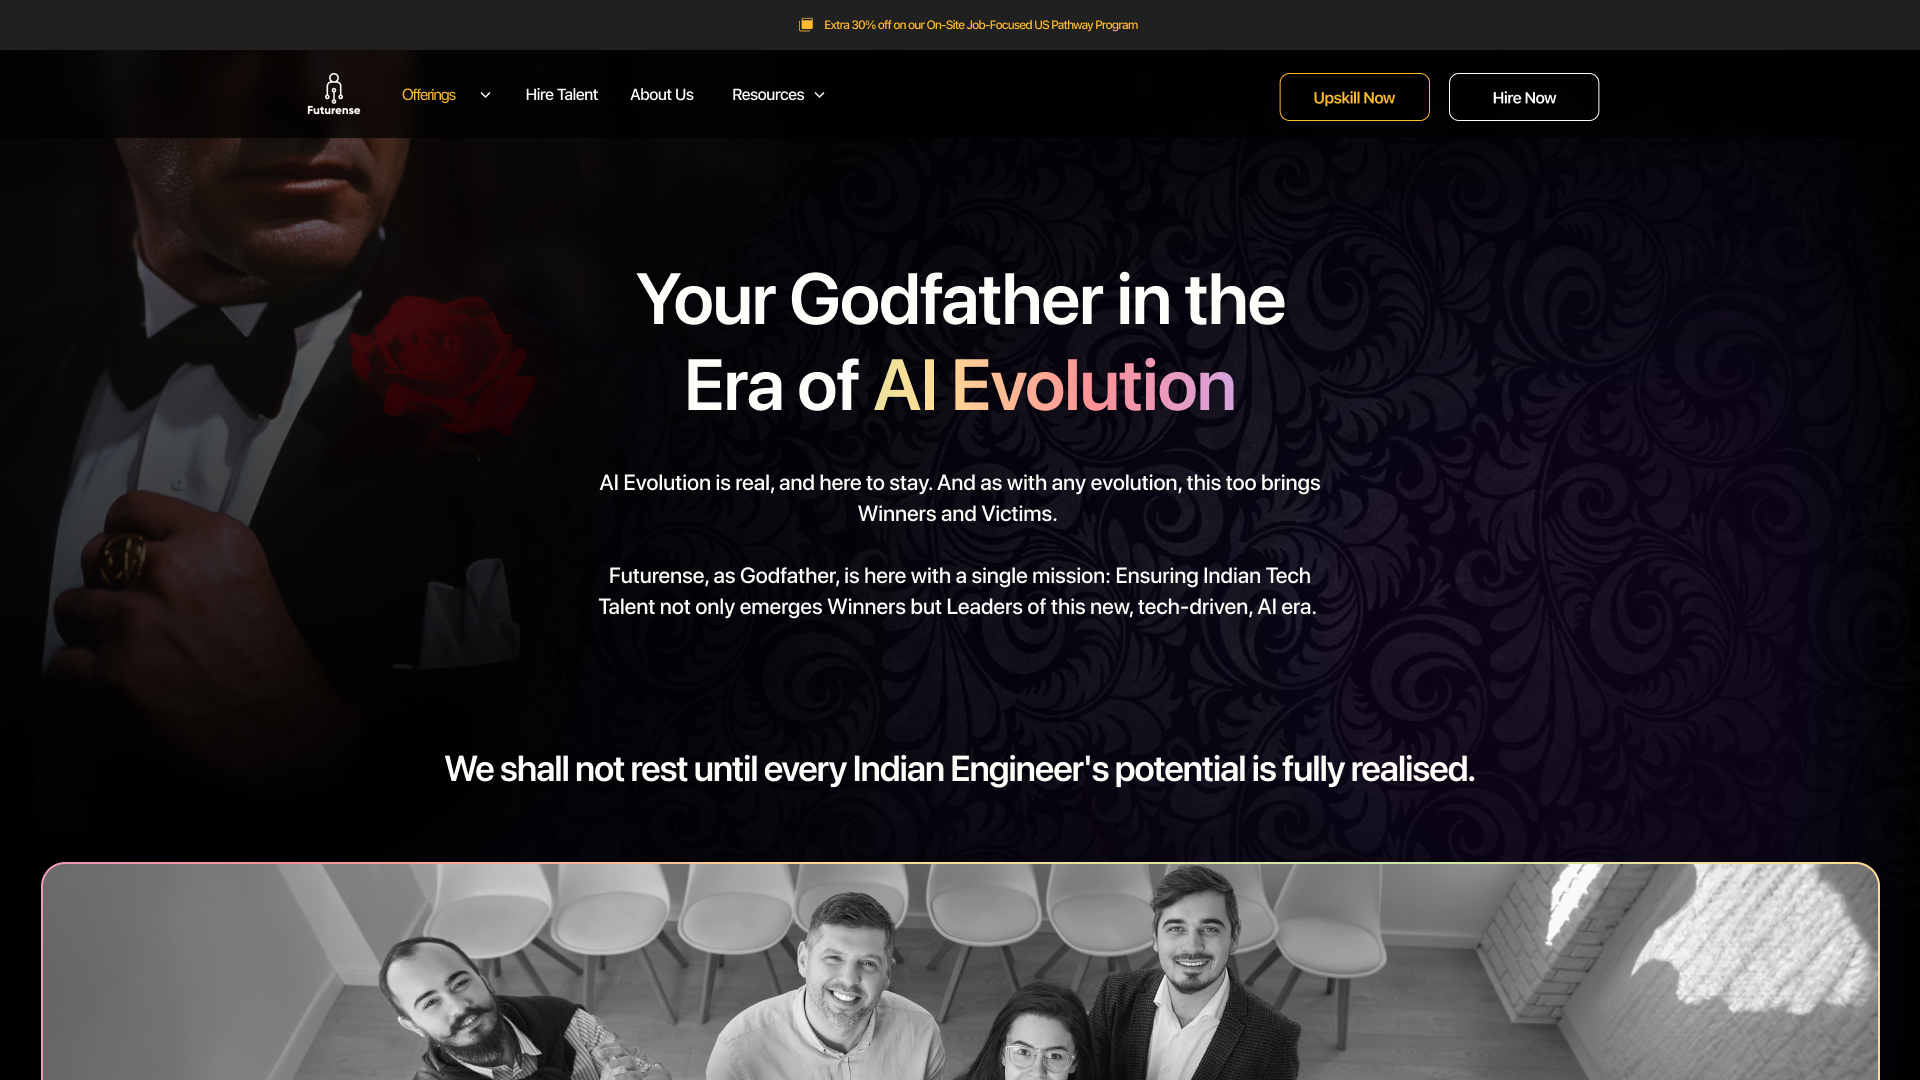 Extra 30% off on our On-Site Job-Focused US Pathway Program
Futurense
Offerings
Hire Talent
About Us
Resources
Upskill Now
Hire Now
Your Godfather in the
Era of AI Evolution
AI Evolution is real, and here to stay. And as with any evolution, this too brings
Winners and Victims.
Futurense, as Godfather, is here with a single mission: Ensuring Indian Tech
Talent not only emerges Winners but Leaders of this new, tech-driven, AI era.
We shall not rest until every Indian Engineer's potential is fully realised.